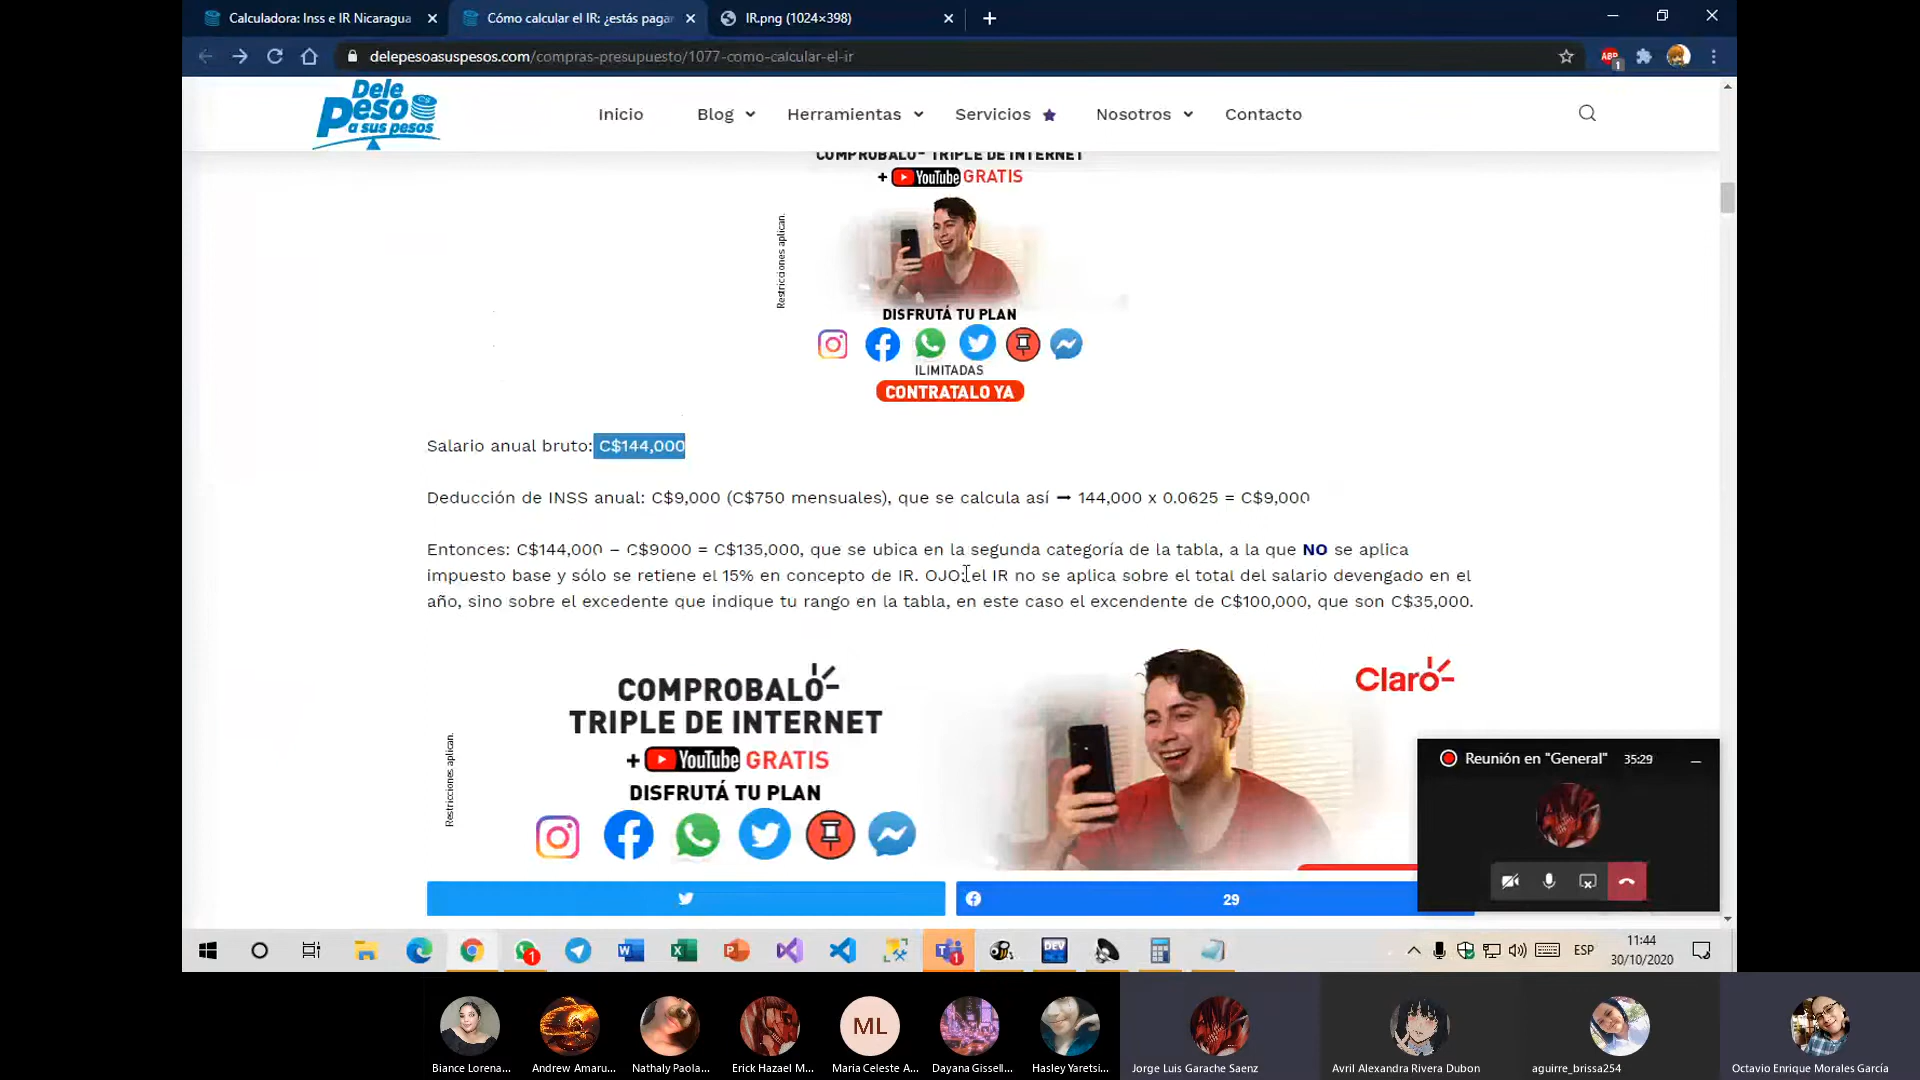 Calculadora: Inss e IR Nicaragua
Cómo calcular el IR: ¿estás pagan
IR.png (1024×398)
delepesoasuspesos.com/compras-presupuesto/1077-como-calcular-el-ir
ABP
1
Dele
Peso
a sus pesos
Inicio
Blog
Herramientas
Servicios
Nosotros
Contacto
COMPROBALO TRIPLE DE INTERNET
+ YouTube GRATIS
Restricciones aplican.
DISFRUTÁ TU PLAN
ILIMITADAS
CONTRATALO YA
Salario anual bruto: C$144,000
Deducción de INSS anual: C$9,000 (C$750 mensuales), que se calcula así ➞ 144,000 x 0.0625 = C$9,000
Entonces: C$144,000 – C$9000 = C$135,000, que se ubica en la segunda categoría de la tabla, a la que NO se aplica
impuesto base y sólo se retiene el 15% en concepto de IR. OJO: el IR no se aplica sobre el total del salario devengado en el
año, sino sobre el excedente que indique tu rango en la tabla, en este caso el excendente de C$100,000, que son C$35,000.
COMPROBALO
TRIPLE DE INTERNET
+ YouTube GRATIS
DISFRUTÁ TU PLAN
Restricciones aplican.
Claro
Reunión en "General" 35:29
29
1
1
DEV
ESP
11:44
30/10/2020
ML
Biance Lorena...
Andrew Amaru...
Nathaly Paola...
Erick Hazael M...
Maria Celeste A...
Dayana Gissell...
Hasley Yaretsi...
Jorge Luis Garache Saenz
Avril Alexandra Rivera Dubon
aguirre_brissa254
Octavio Enrique Morales García